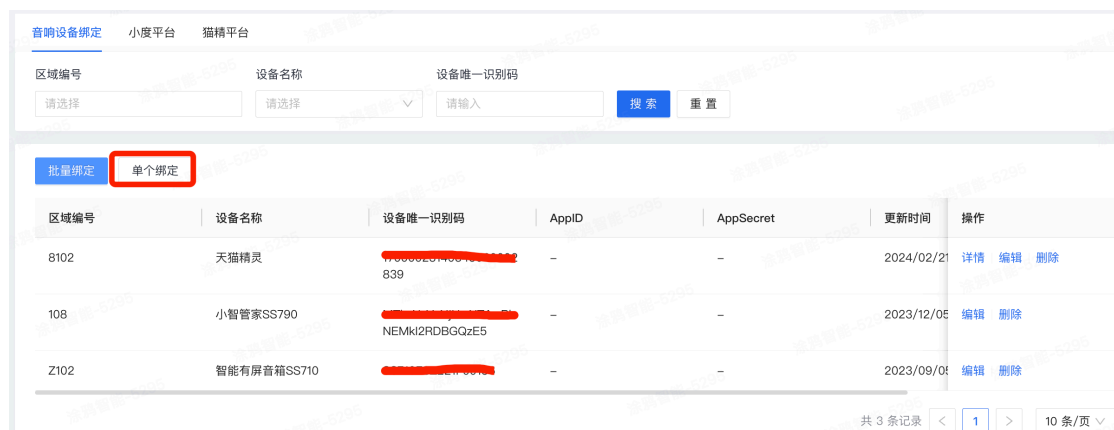 音响设备绑定 小度平台 猫精平台
区域编号 设备名称 设备唯一识别码
请选择 请选择 请输入 搜索 重置
批量绑定 单个绑定
区域编号 设备名称 设备唯一识别码 AppID AppSecret 更新时间 操作
8102 天猫精灵 – – 2024/02/21 详情 编辑 删除
839
108 小智管家SS790 – – 2023/12/05 编辑 删除
NEMkI2RDBGQzE5
Z102 智能有屏音箱SS710 – – 2023/09/05 编辑 删除
共 3 条记录 < 1 > 10 条/页
涂鸦智能-5295